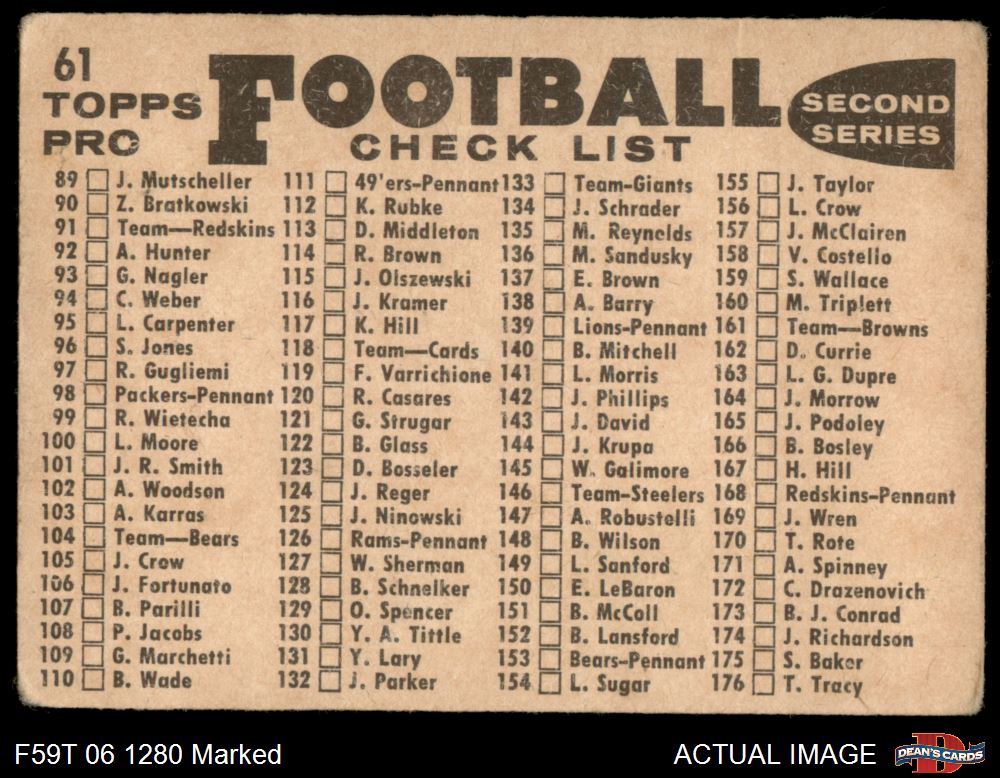 61
TOPPS
PRO
FOOTBALL
CHECK LIST
SECOND
SERIES
89 J. Mutscheller
90 Z. Bratkowski
91 Team—Redskins
92 A. Hunter
93 G. Nagler
94 C. Weber
95 L. Carpenter
96 S. Jones
97 R. Gugliemi
98 Packers-Pennant
99 R. Wietecha
100 L. Moore
101 J. R. Smith
102 A. Woodson
103 A. Karras
104 Team—Bears
105 J. Crow
106 J. Fortunato
107 B. Parilli
108 P. Jacobs
109 G. Marchetti
110 B. Wade
111 49'ers-Pennant
112 K. Rubke
113 D. Middleton
114 R. Brown
115 J. Olszewski
116 J. Kramer
117 K. Hill
118 Team—Cards
119 F. Varrichione
120 R. Casares
121 G. Strugar
122 B. Glass
123 D. Bosseler
124 J. Reger
125 J. Ninowski
126 Rams-Pennant
127 W. Sherman
128 B. Schnelker
129 O. Spencer
130 Y. A. Tittle
131 Y. Lary
132 J. Parker
133 Team-Giants
134 J. Schrader
135 M. Reynolds
136 M. Sandusky
137 E. Brown
138 A. Barry
139 Lions-Pennant
140 B. Mitchell
141 L. Morris
142 J. Phillips
143 J. David
144 J. Krupa
145 W. Galimore
146 Team-Steelers
147 A. Robustelli
148 B. Wilson
149 L. Sanford
150 E. LeBaron
151 B. McColl
152 B. Lansford
153 Bears-Pennant
154 L. Sugar
155 J. Taylor
156 L. Crow
157 J. McClairen
158 V. Costello
159 S. Wallace
160 M. Triplett
161 Team—Browns
162 D. Currie
163 L. G. Dupre
164 J. Morrow
165 J. Podoley
166 B. Bosley
167 H. Hill
168 Redskins-Pennant
169 J. Wren
170 T. Rote
171 A. Spinney
172 C. Drazenovich
173 B. J. Conrad
174 J. Richardson
175 S. Baker
176 T. Tracy
F59T 06 1280 Marked
ACTUAL IMAGE
DEAN'S CARDS